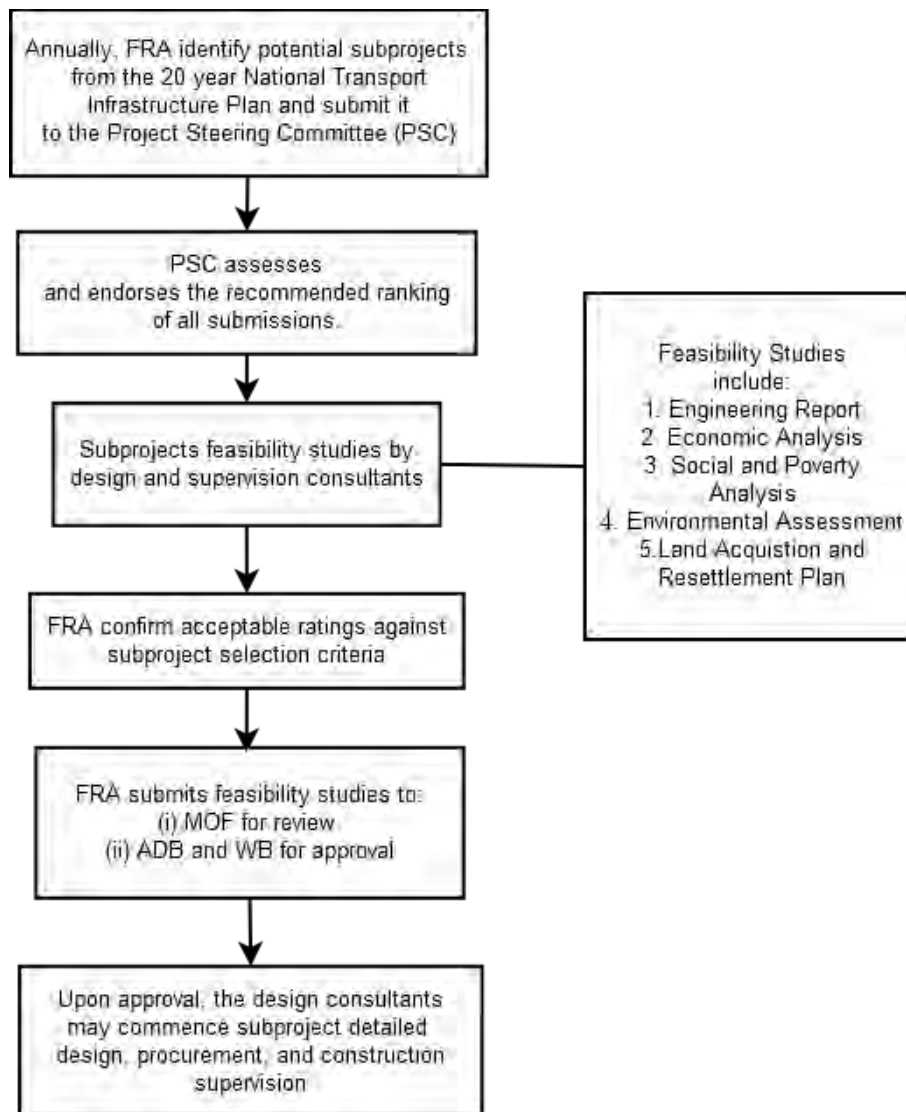 Annually, FRA identify potential subprojects
from the 20 year National Transport
Infrastructure Plan and submit it
to the Project Steering Committee (PSC)
PSC assesses
and endorses the recommended ranking
of all submissions.
Subprojects feasibility studies by
design and supervision consultants
Feasibility Studies
include:
1. Engineering Report
2. Economic Analysis
3. Social and Poverty
Analysis
4. Environmental Assessment
5.Land Acquistion and
Resettlement Plan
FRA confirm acceptable ratings against
subproject selection criteria
FRA submits feasibility studies to:
(i) MOF for review
(ii) ADB and WB for approval
Upon approval, the design consultants
may commence subproject detailed
design, procurement, and construction
supervision